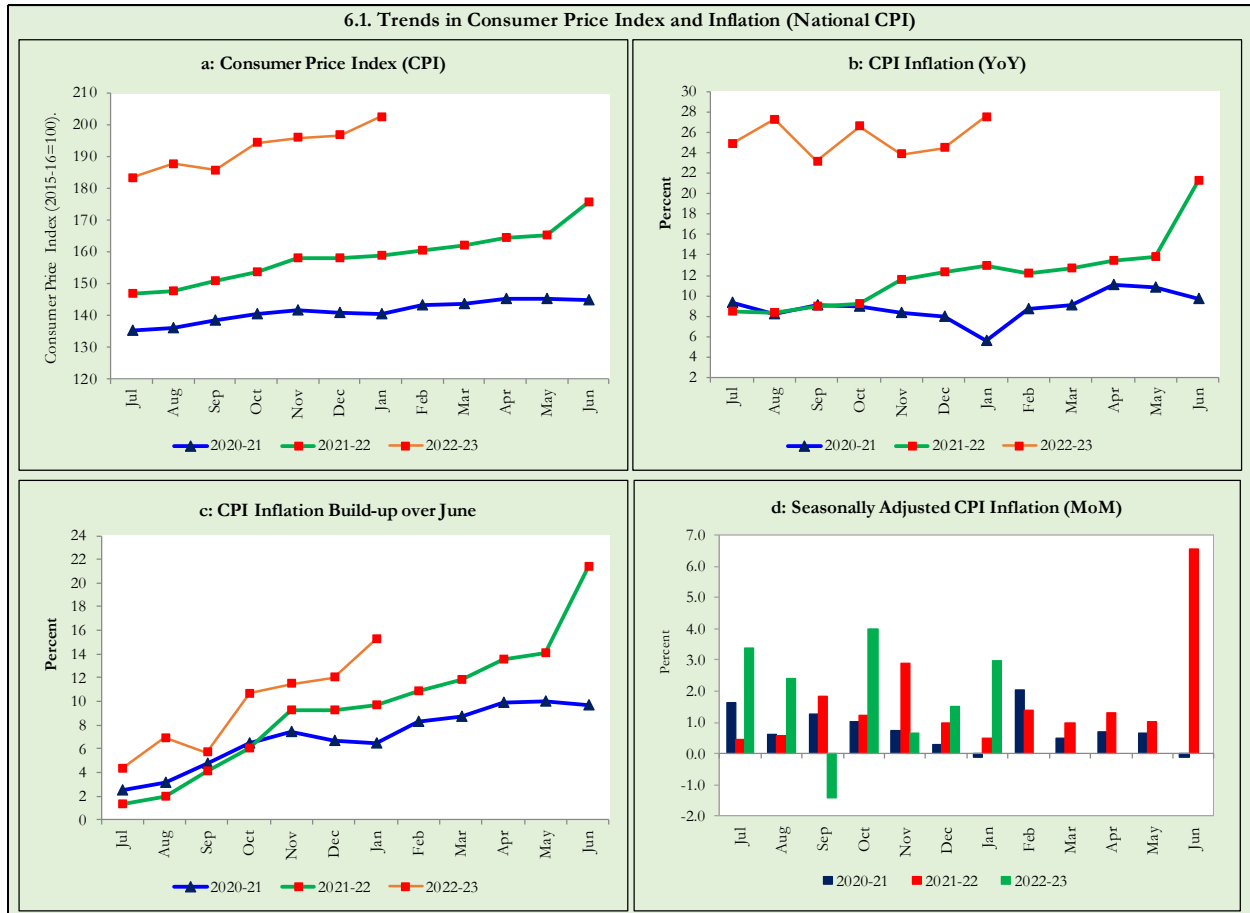 6.1. Trends in Consumer Price Index and Inflation (National CPI)
a: Consumer Price Index (CPI)
Consumer Price Index (2015-16=100).
210
200
190
180
170
160
150
140
130
120
Jul
Aug
Sep
Oct
Nov
Dec
Jan
Feb
Mar
Apr
May
Jun
2020-21 2021-22 2022-23
b: CPI Inflation (YoY)
Percent
30
28
26
24
22
20
18
16
14
12
10
8
6
4
2
Jul
Aug
Sep
Oct
Nov
Dec
Jan
Feb
Mar
Apr
May
Jun
2020-21 2021-22 2022-23
c: CPI Inflation Build-up over June
Percent
24
22
20
18
16
14
12
10
8
6
4
2
0
Jul
Aug
Sep
Oct
Nov
Dec
Jan
Feb
Mar
Apr
May
Jun
2020-21 2021-22 2022-23
d: Seasonally Adjusted CPI Inflation (MoM)
Percent
7.0
6.0
5.0
4.0
3.0
2.0
1.0
0.0
-1.0
-2.0
Jul
Aug
Sep
Oct
Nov
Dec
Jan
Feb
Mar
Apr
May
Jun
2020-21 2021-22 2022-23